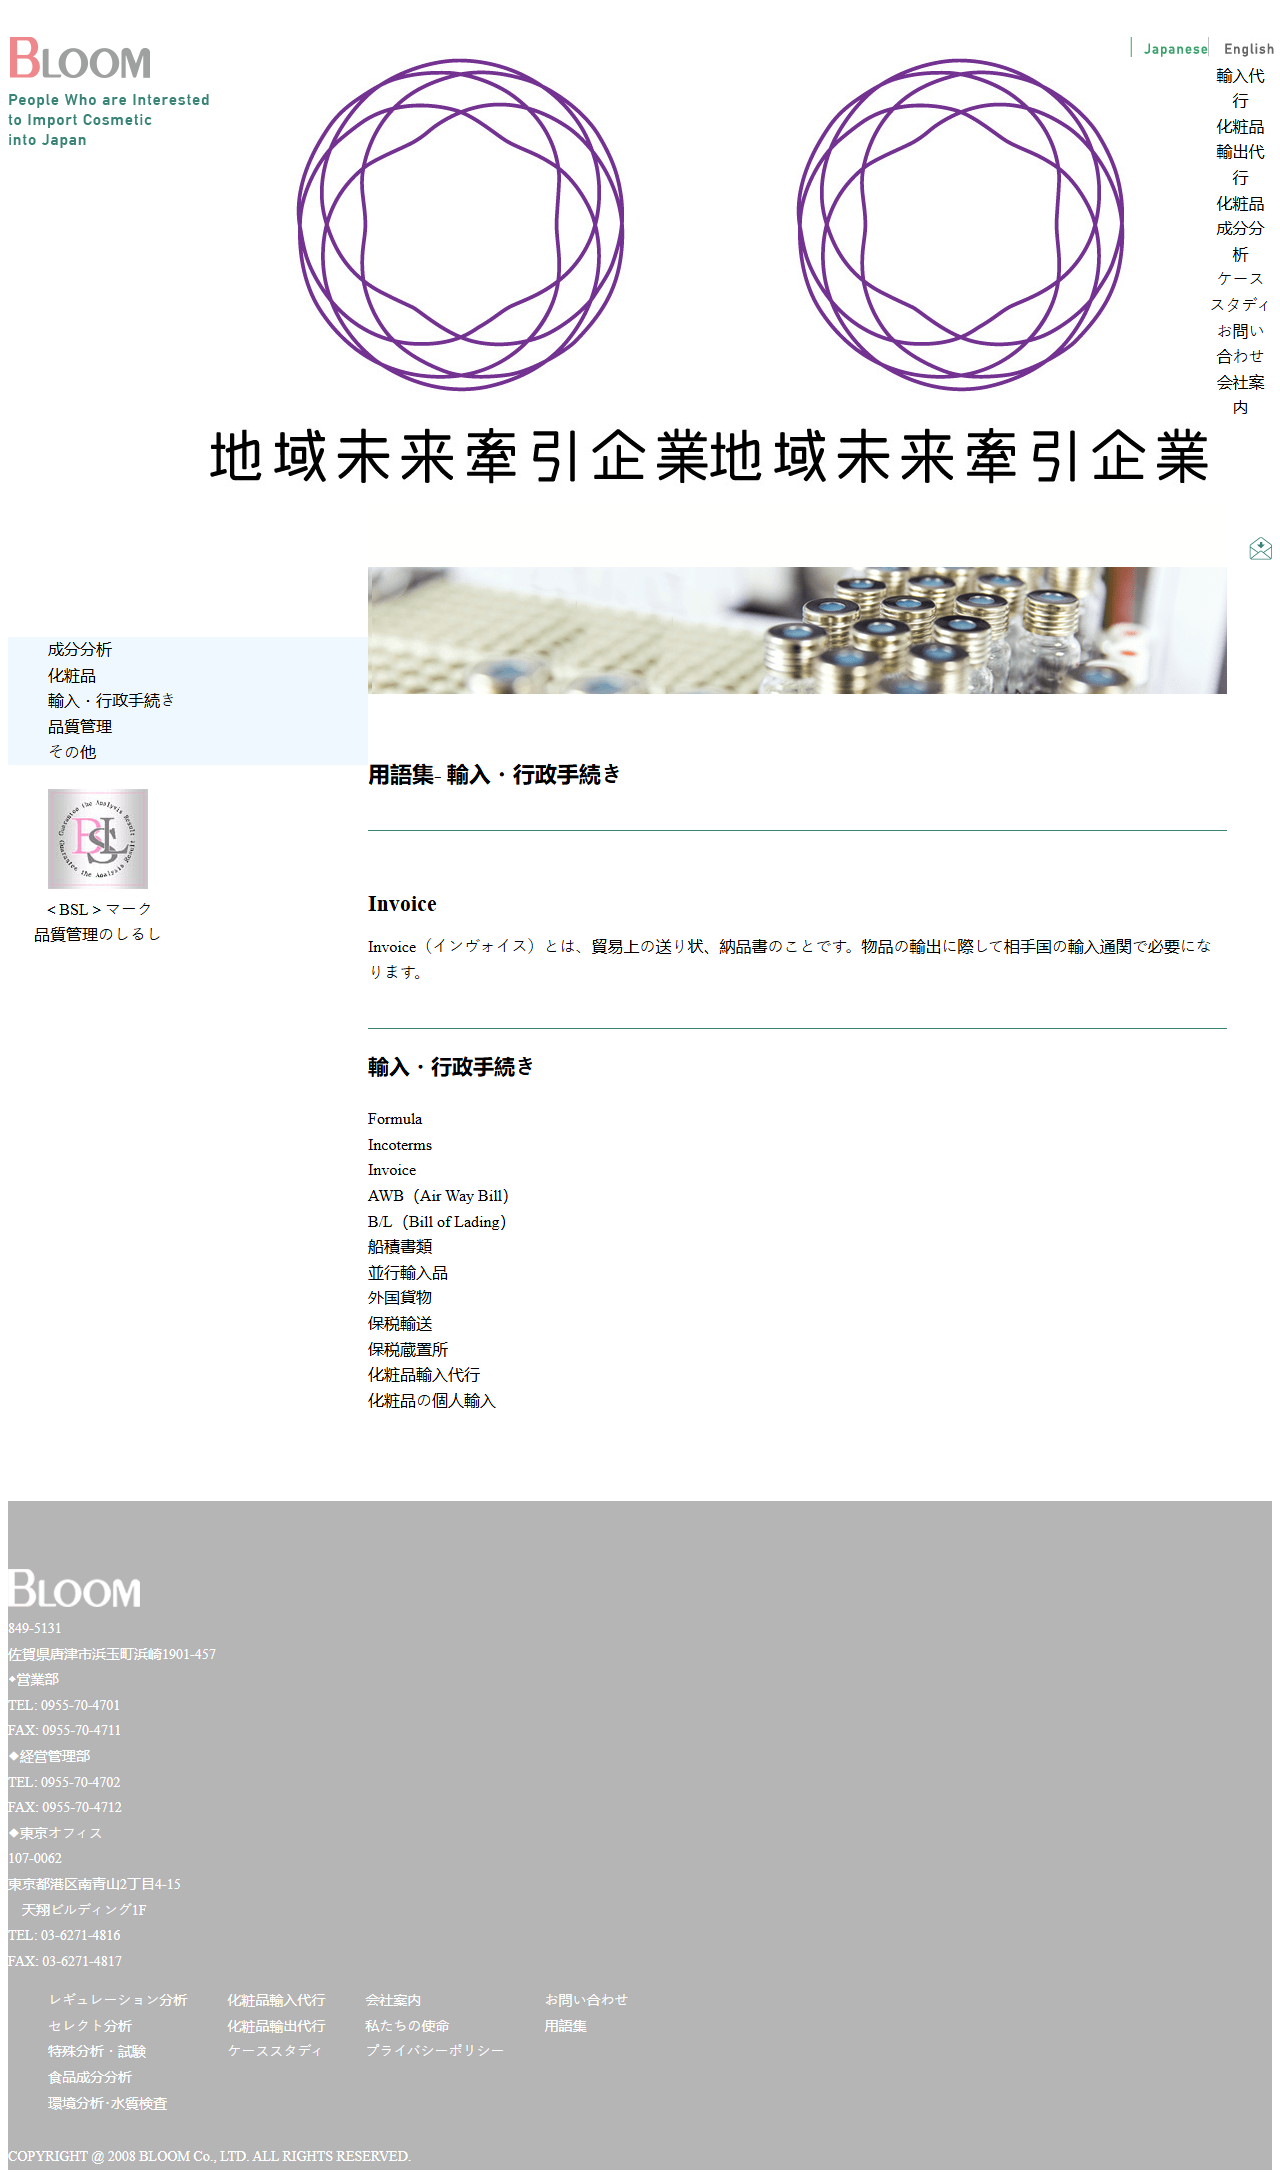 BLOOM
People Who are Interested
to Import Cosmetic
into Japan
Japanese
English
輸入代
行
化粧品
輸出代
行
化粧品
成分分
析
ケース
スタディ
お問い
合わせ
会社案
内
地域未来牽引企業
地域未来牽引企業
成分分析
化粧品
輸入・行政手続き
品質管理
その他
Guarantee the Analysis Result
Guarantee the Analysis Result
BSL
＜BSL＞マーク
品質管理のしるし
用語集- 輸入・行政手続き
Invoice
Invoice（インヴォイス）とは、貿易上の送り状、納品書のことです。物品の輸出に際して相手国の輸入通関で必要にな
ります。
輸入・行政手続き
Formula
Incoterms
Invoice
AWB（Air Way Bill）
B/L（Bill of Lading）
船積書類
並行輸入品
外国貨物
保税輸送
保税蔵置所
化粧品輸入代行
化粧品の個人輸入
BLOOM
849-5131
佐賀県唐津市浜玉町浜崎1901-457
◆営業部
TEL: 0955-70-4701
FAX: 0955-70-4711
◆経営管理部
TEL: 0955-70-4702
FAX: 0955-70-4712
◆東京オフィス
107-0062
東京都港区南青山2丁目4-15
天翔ビルディング1F
TEL: 03-6271-4816
FAX: 03-6271-4817
レギュレーション分析
セレクト分析
特殊分析・試験
食品成分分析
環境分析･水質検査
化粧品輸入代行
化粧品輸出代行
ケーススタディ
会社案内
私たちの使命
プライバシーポリシー
お問い合わせ
用語集
COPYRIGHT @ 2008 BLOOM Co., LTD. ALL RIGHTS RESERVED.